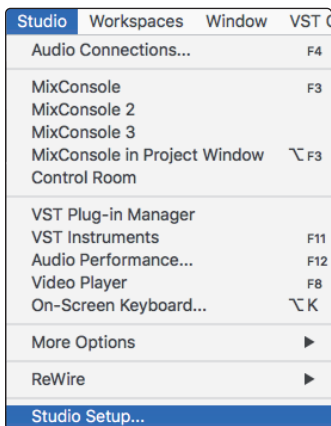 Studio Workspaces Window VST
Audio Connections... F4
MixConsole F3
MixConsole 2
MixConsole 3
MixConsole in Project Window ⌥F3
Control Room
VST Plug-in Manager
VST Instruments F11
Audio Performance... F12
Video Player F8
On-Screen Keyboard... ⌥K
More Options ▶
ReWire ▶
Studio Setup...